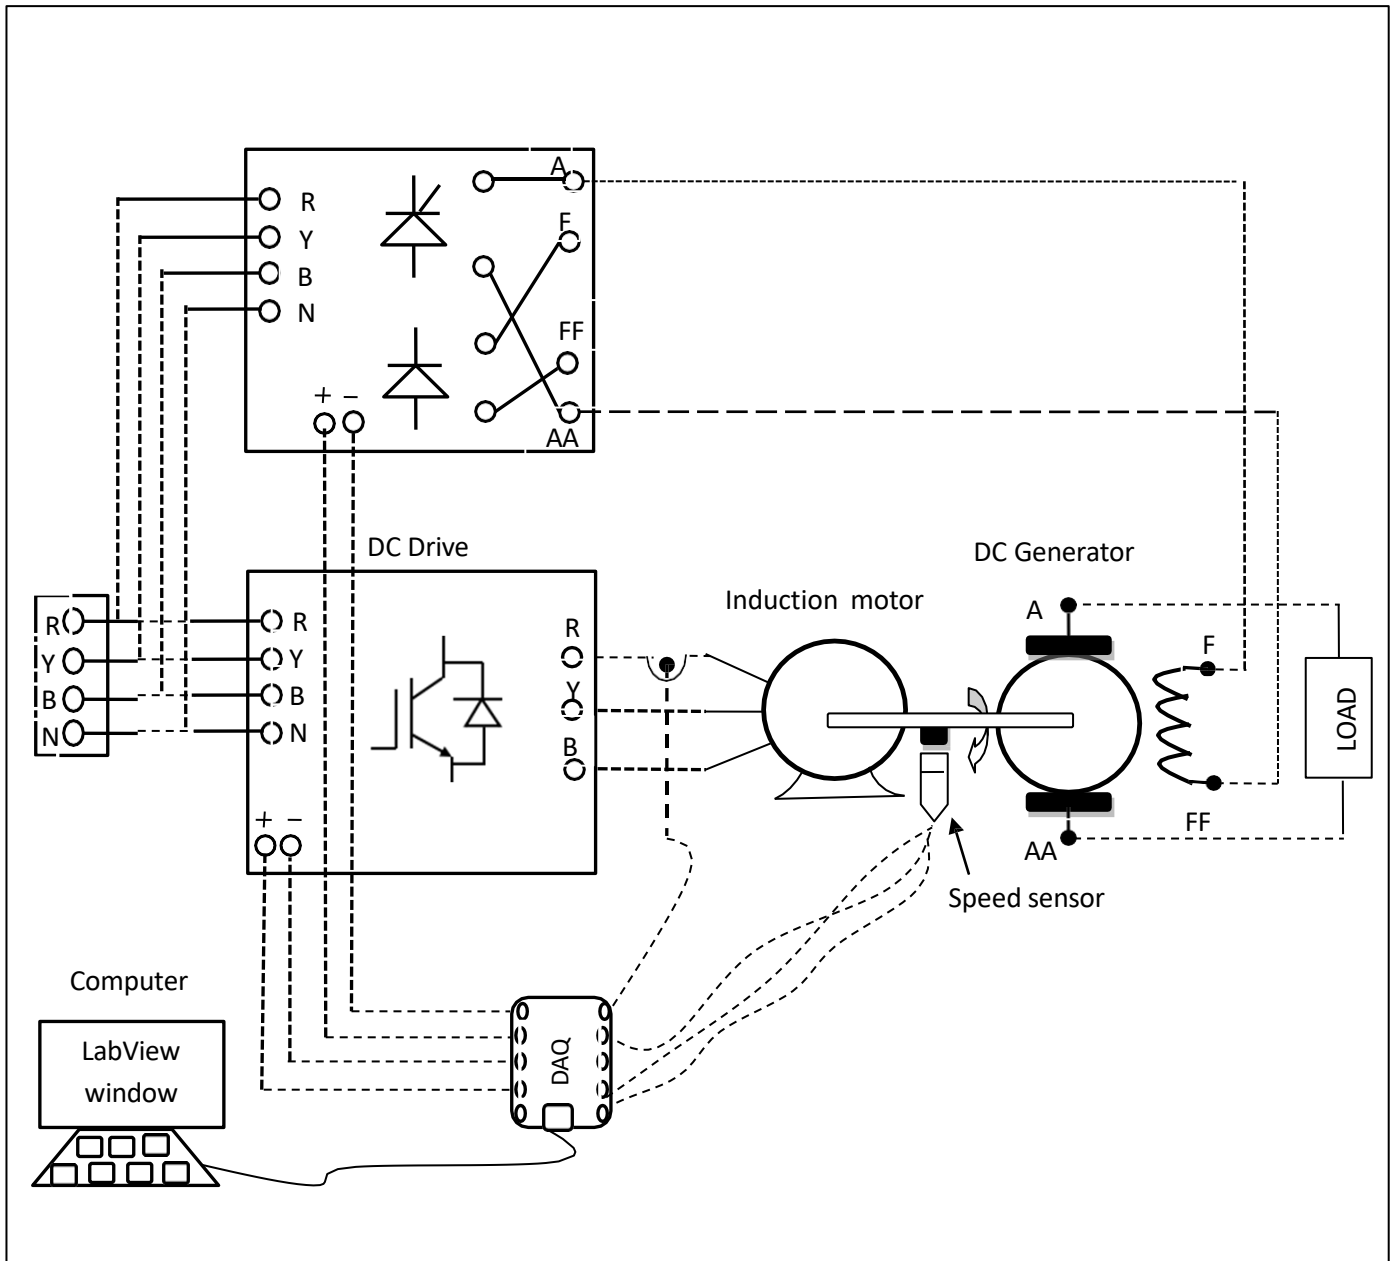 A
R
F
Y
B
N
FF
+ −
AA
DC Drive
DC Generator
Induction motor
A
R
R
R
F
Y
Y
Y
B
B
B
N
N
LOAD
+ −
FF
AA
Speed sensor
Computer
LabView
window
DAQ